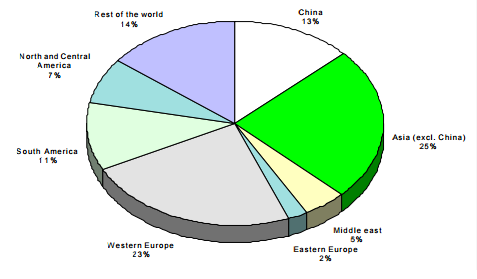 Rest of the world
14%
China
13%
North and Central
America
7%
Asia (excl. China)
25%
South America
11%
Middle east
5%
Western Europe
23%
Eastern Europe
2%